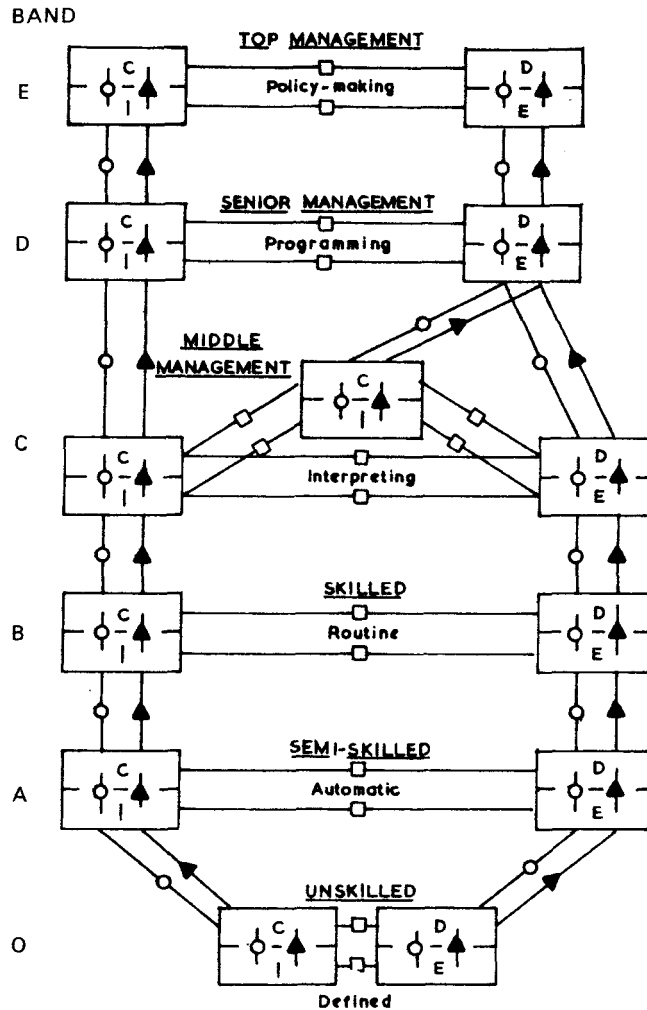 BAND
TOP MANAGEMENT
C
D
E
Policy-making
I
E
SENIOR MANAGEMENT
C
D
D
Programming
I
E
MIDDLE
MANAGEMENT
C
I
C
C
D
Interpreting
I
E
SKILLED
C
D
B
Routine
I
E
SEMI-SKILLED
C
D
A
Automatic
I
E
UNSKILLED
C
D
O
I
E
Defined